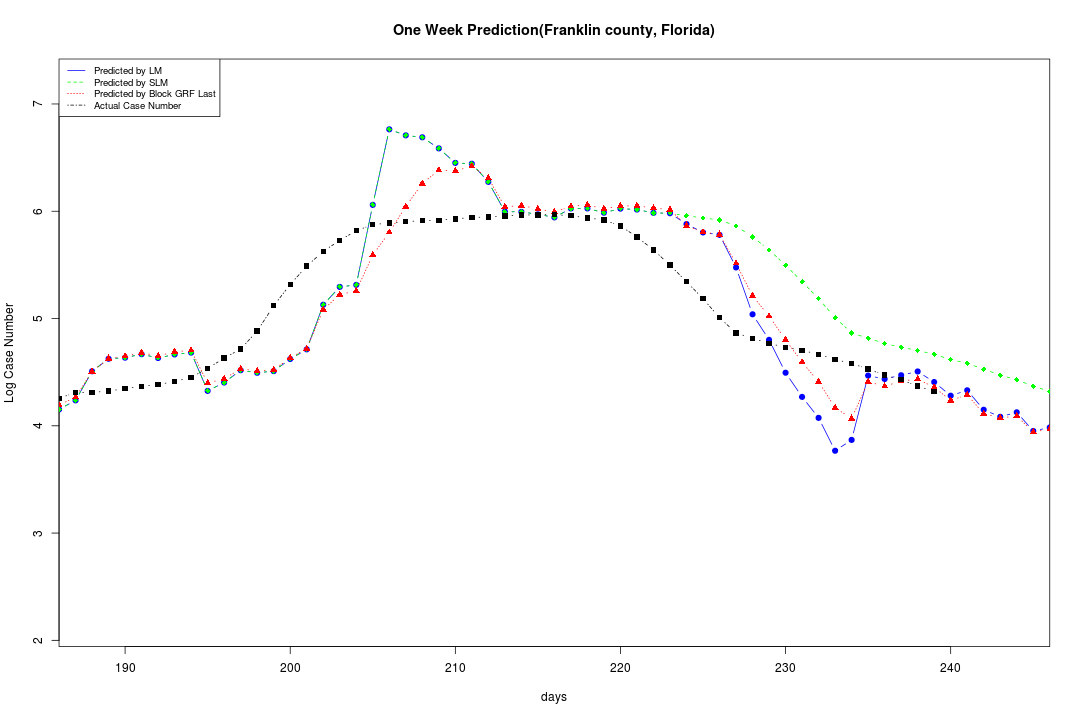 One Week Prediction(Franklin county, Florida)
Predicted by LM
Predicted by SLM
Predicted by Block GRF Last
Actual Case Number
7
6
5
4
3
2
Log Case Number
190 200 210 220 230 240
days